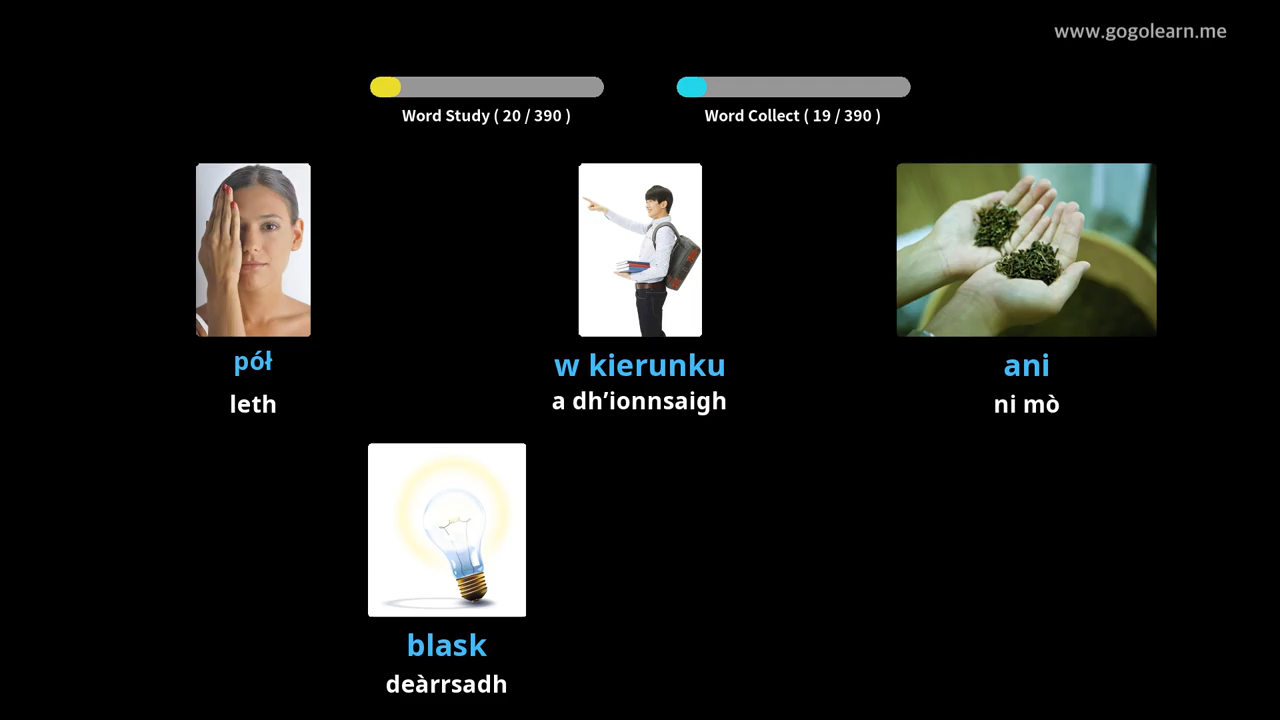 www.gogolearn.me
Word Study ( 20 / 390 )
Word Collect ( 19 / 390 )
pół
leth
w kierunku
a dh’ionnsaigh
ani
ni mò
blask
deàrrsadh